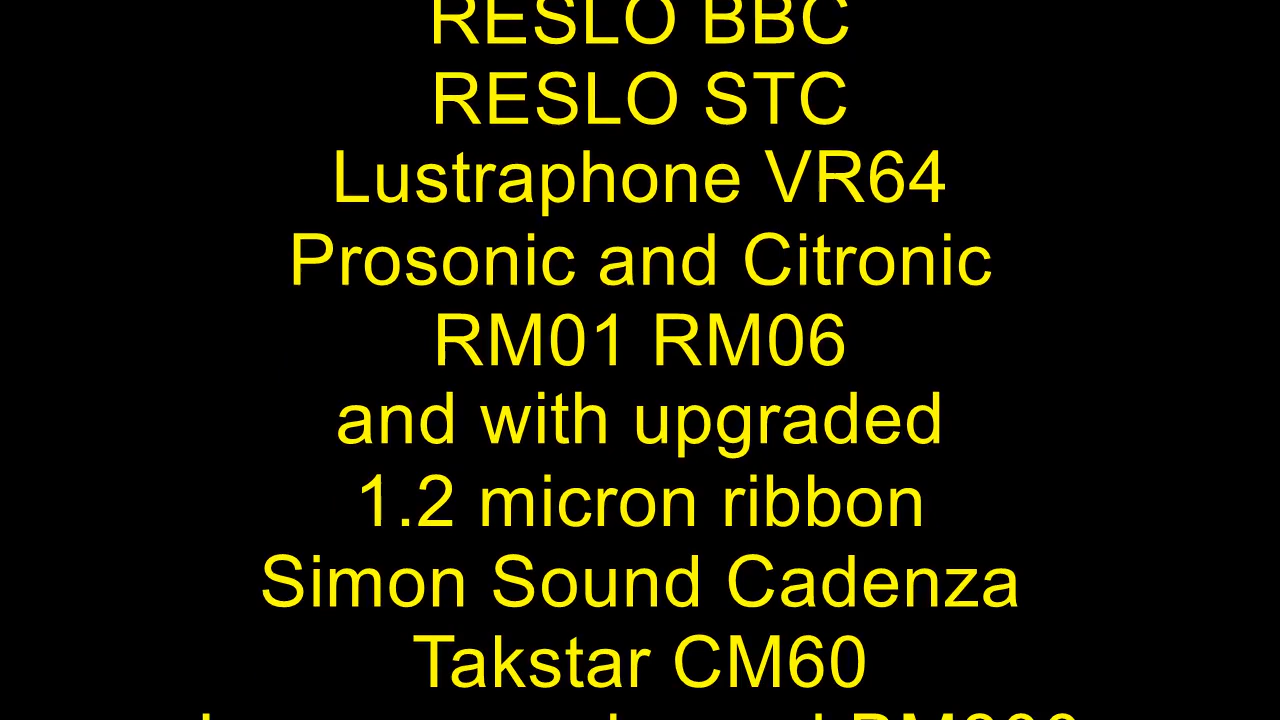 RESLO BBC
RESLO STC
Lustraphone VR64
Prosonic and Citronic
RM01 RM06
and with upgraded
1.2 micron ribbon
Simon Sound Cadenza
Takstar CM60